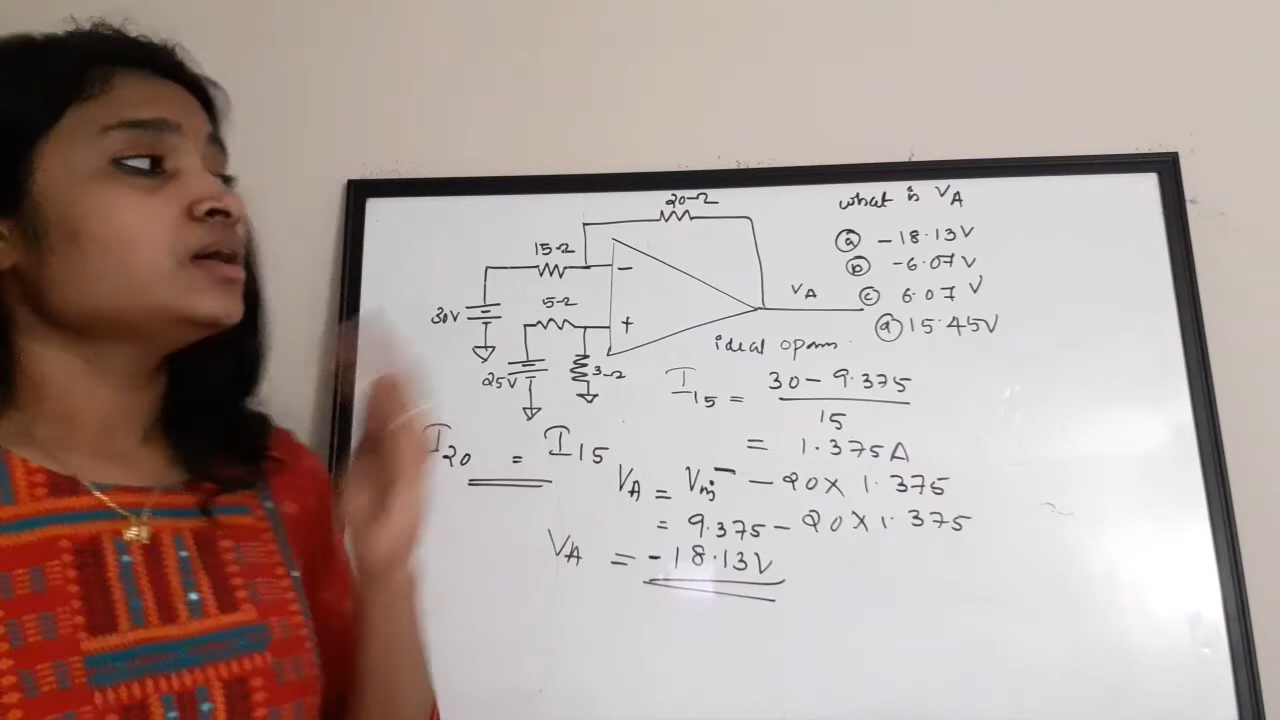 20Ω
what is VA
15Ω
ⓐ -18.13V
ⓑ -6.07V
−
5Ω
VA
ⓒ 6.07V
30V
+
ⓓ 15.45V
ideal opam.
25V
3Ω
I15 = 30 - 9.375 / 15
= 1.375A
I20 = I15
VA = Vin⁻ - 20 × 1.375
= 9.375 - 20 × 1.375
VA = -18.13V